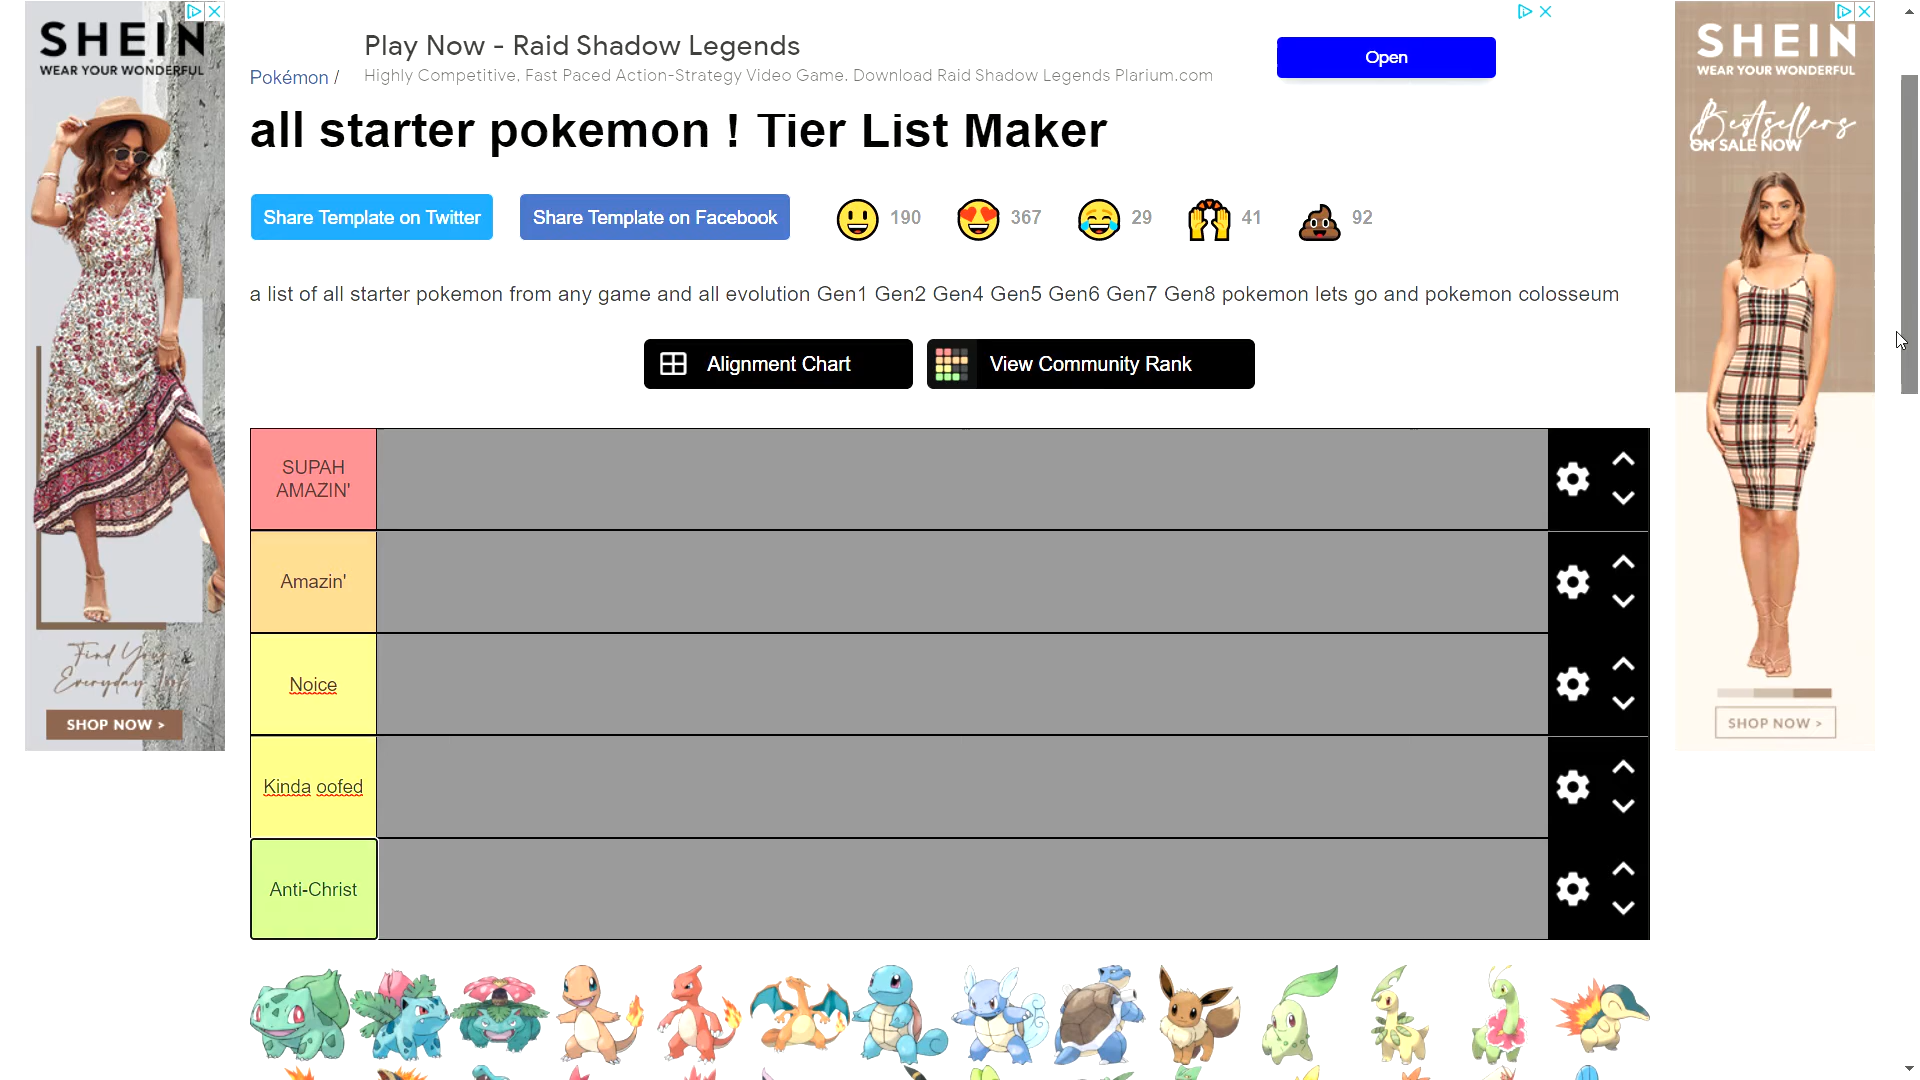 SHEIN
WEAR YOUR WONDERFUL
SHOP NOW >
Play Now - Raid Shadow Legends
Highly Competitive, Fast Paced Action-Strategy Video Game. Download Raid Shadow Legends Plarium.com
Open
Pokémon /
all starter pokemon ! Tier List Maker
Share Template on Twitter
Share Template on Facebook
190
367
29
41
92
a list of all starter pokemon from any game and all evolution Gen1 Gen2 Gen4 Gen5 Gen6 Gen7 Gen8 pokemon lets go and pokemon colosseum
Alignment Chart
View Community Rank
SUPAH
AMAZIN'
Amazin'
Noice
Kinda oofed
Anti-Christ
SHEIN
WEAR YOUR WONDERFUL
Bestsellers
ON SALE NOW
SHOP NOW >